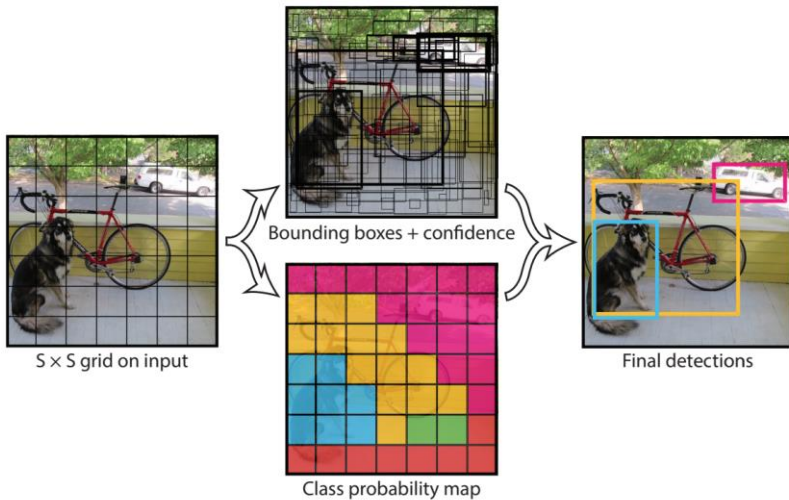 S × S grid on input
Bounding boxes + confidence
Class probability map
Final detections